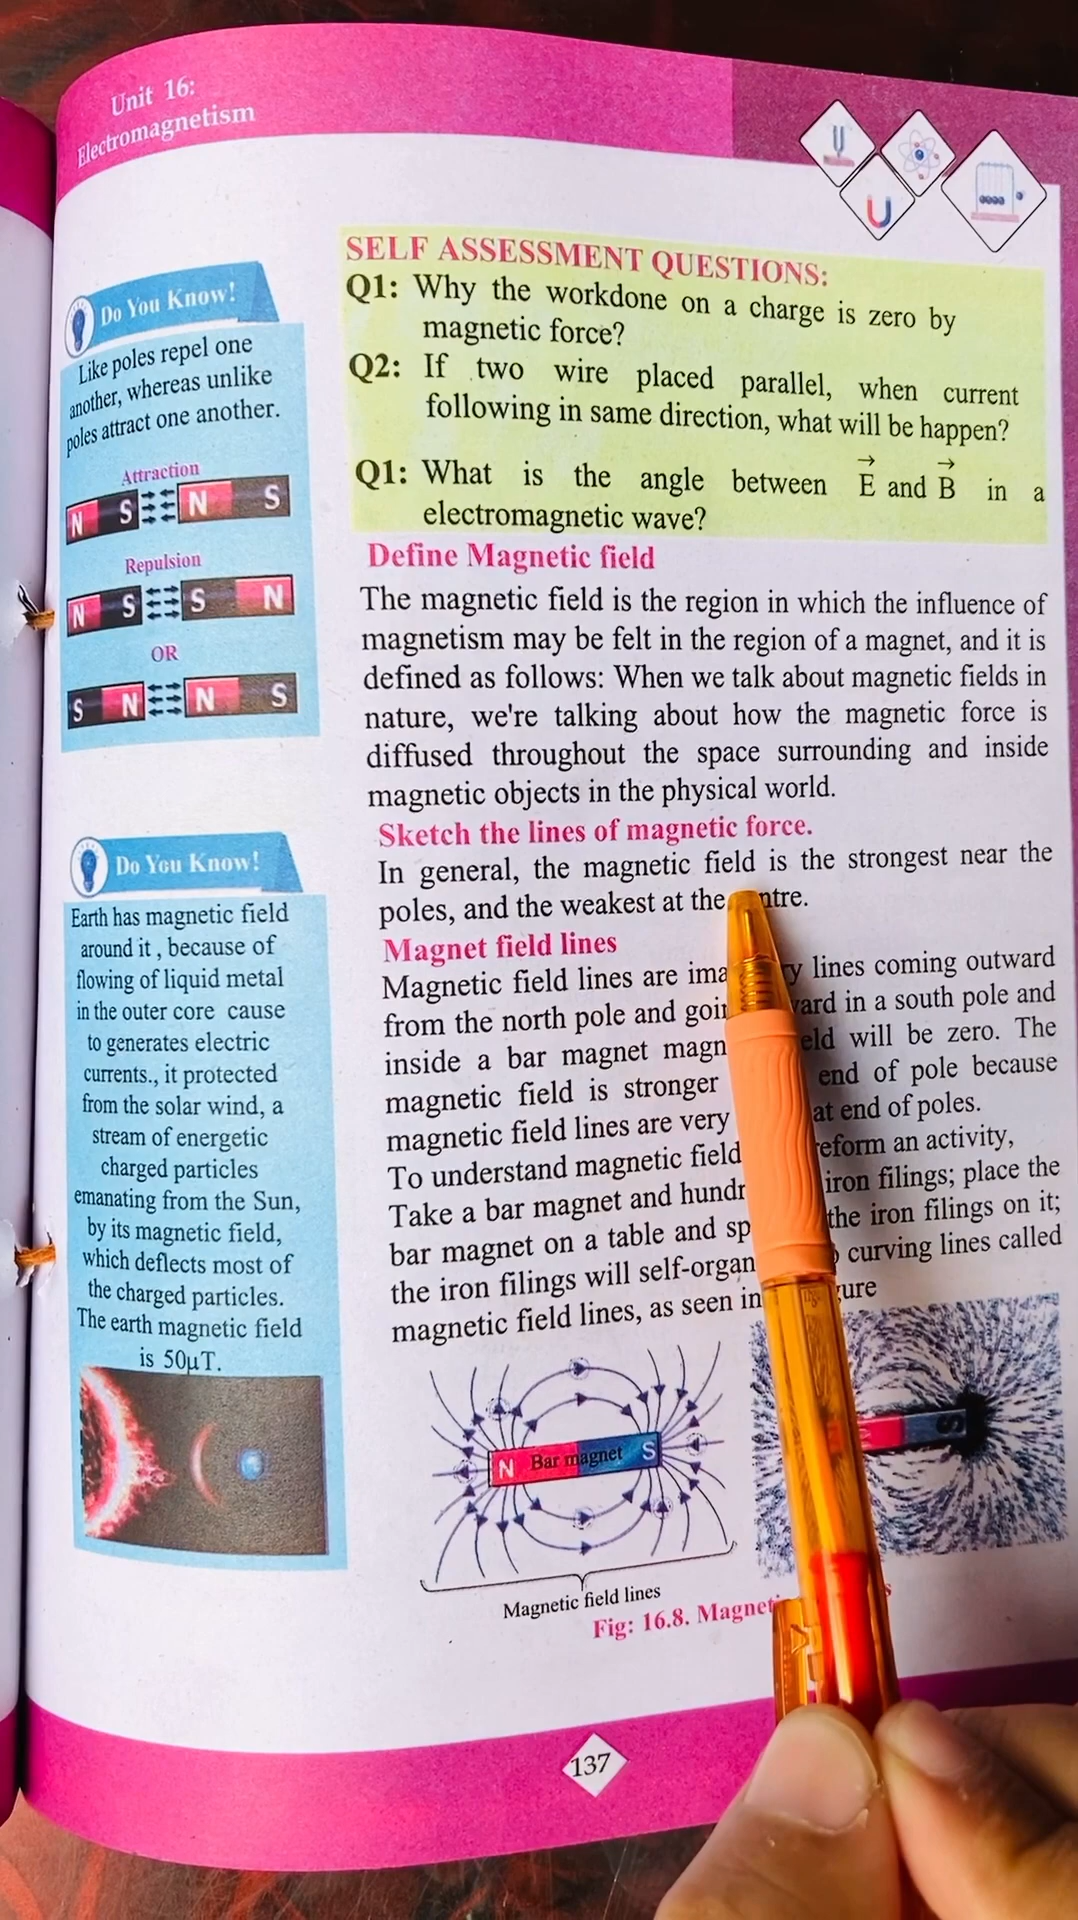 Unit 16:
Electromagnetism
Do You Know!
Like poles repel one
another, whereas unlike
poles attract one another.
Attraction
N S N S
Repulsion
N S S N
OR
S N N S
Do You Know!
Earth has magnetic field
around it , because of
flowing of liquid metal
in the outer core cause
to generates electric
currents., it protected
from the solar wind, a
stream of energetic
charged particles
emanating from the Sun,
by its magnetic field,
which deflects most of
the charged particles.
The earth magnetic field
is 50μT.
SELF ASSESSMENT QUESTIONS:
Q1: Why the workdone on a charge is zero by
magnetic force?
Q2: If two wire placed parallel, when current
following in same direction, what will be happen?
Q1: What is the angle between E⃗ and B⃗ in a
electromagnetic wave?
Define Magnetic field
The magnetic field is the region in which the influence of
magnetism may be felt in the region of a magnet, and it is
defined as follows: When we talk about magnetic fields in
nature, we're talking about how the magnetic force is
diffused throughout the space surrounding and inside
magnetic objects in the physical world.
Sketch the lines of magnetic force.
In general, the magnetic field is the strongest near the
poles, and the weakest at the
Magnet field lines
Magnetic field lines are lines coming outward
from the north pole and in a south pole and
inside a bar magnet will be zero. The
magnetic field is stronger end of pole because
magnetic field lines are very at end of poles.
To understand magnetic field an activity,
Take a bar magnet and iron filings; place the
bar magnet on a table and the iron filings on it;
the iron filings will curving lines called
magnetic field lines, as seen in
N Bar magnet S
S
Magnetic field lines
Fig: 16.8.
137